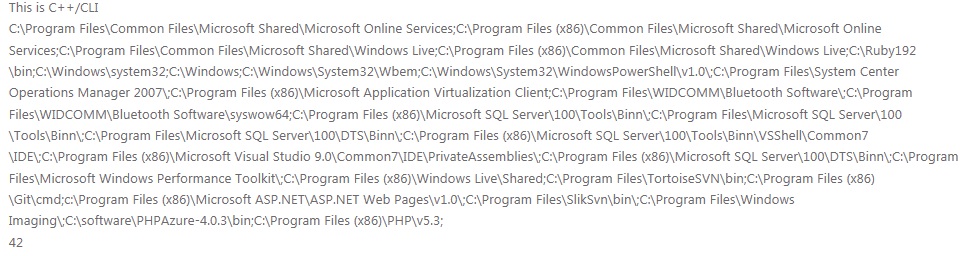 This is C++/CLI
C:\Program Files\Common Files\Microsoft Shared\Microsoft Online Services;C:\Program Files (x86)\Common Files\Microsoft Shared\Microsoft Online
Services;C:\Program Files\Common Files\Microsoft Shared\Windows Live;C:\Program Files (x86)\Common Files\Microsoft Shared\Windows Live;C:\Ruby192
\bin;C:\Windows\system32;C:\Windows;C:\Windows\System32\Wbem;C:\Windows\System32\WindowsPowerShell\v1.0\;C:\Program Files\System Center
Operations Manager 2007\;C:\Program Files (x86)\Microsoft Application Virtualization Client;C:\Program Files\WIDCOMM\Bluetooth Software\;C:\Program
Files\WIDCOMM\Bluetooth Software\syswow64;C:\Program Files (x86)\Microsoft SQL Server\100\Tools\Binn\;C:\Program Files\Microsoft SQL Server\100
\Tools\Binn\;C:\Program Files\Microsoft SQL Server\100\DTS\Binn\;C:\Program Files (x86)\Microsoft SQL Server\100\Tools\Binn\VSShell\Common7
\IDE\;C:\Program Files (x86)\Microsoft Visual Studio 9.0\Common7\IDE\PrivateAssemblies\;C:\Program Files (x86)\Microsoft SQL Server\100\DTS\Binn\;C:\Program
Files\Microsoft Windows Performance Toolkit\;C:\Program Files (x86)\Windows Live\Shared;C:\Program Files\TortoiseSVN\bin;C:\Program Files (x86)
\Git\cmd;c:\Program Files (x86)\Microsoft ASP.NET\ASP.NET Web Pages\v1.0\;C:\Program Files\SlikSvn\bin\;C:\Program Files\Windows
Imaging\;C:\software\PHPAzure-4.0.3\bin;C:\Program Files (x86)\PHP\v5.3;
42